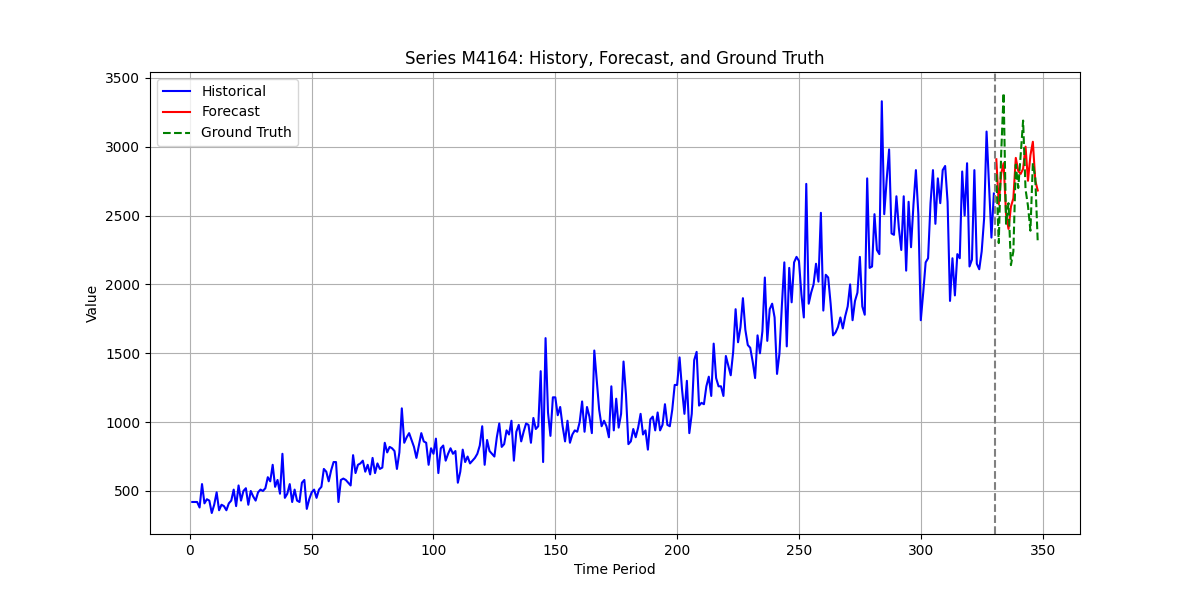 Series M4164: History, Forecast, and Ground Truth
Historical
Forecast
Ground Truth
Value
3500
3000
2500
2000
1500
1000
500
0 50 100 150 200 250 300 350
Time Period